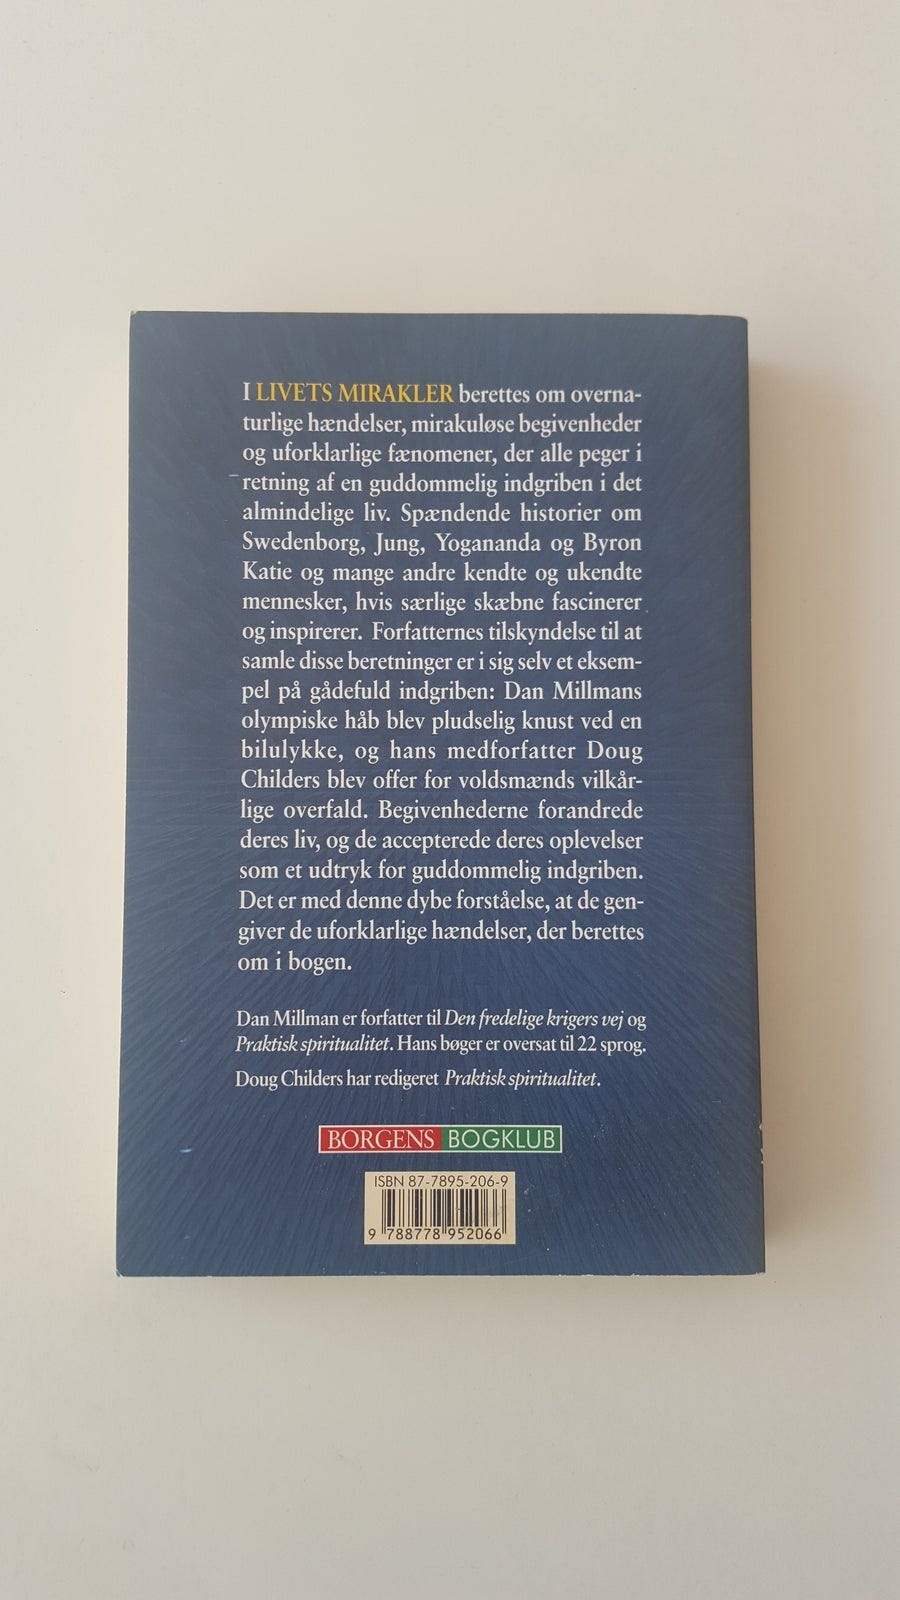 I LIVETS MIRAKLER berettes om overna-
turlige hændelser, mirakuløse begivenheder
og uforklarlige fænomener, der alle peger i
retning af en guddommelig indgriben i det
almindelige liv. Spændende historier om
Swedenborg, Jung, Yogananda og Byron
Katie og mange andre kendte og ukendte
mennesker, hvis særlige skæbne fascinerer
og inspirerer. Forfatternes tilskyndelse til at
samle disse beretninger er i sig selv et eksem-
pel på gådefuld indgriben: Dan Millmans
olympiske håb blev pludselig knust ved en
bilulykke, og hans medforfatter Doug
Childers blev offer for voldsmænds vilkår-
lige overfald. Begivenhederne forandrede
deres liv, og de accepterede deres oplevelser
som et udtryk for guddommelig indgriben.
Det er med denne dybe forståelse, at de gen-
giver de uforklarlige hændelser, der berettes
om i bogen.
Dan Millman er forfatter til Den fredelige krigers vej og
Praktisk spiritualitet. Hans bøger er oversat til 22 sprog.
Doug Childers har redigeret Praktisk spiritualitet.
BORGENS BOGKLUB
ISBN 87-7895-206-9
9 788778 952066